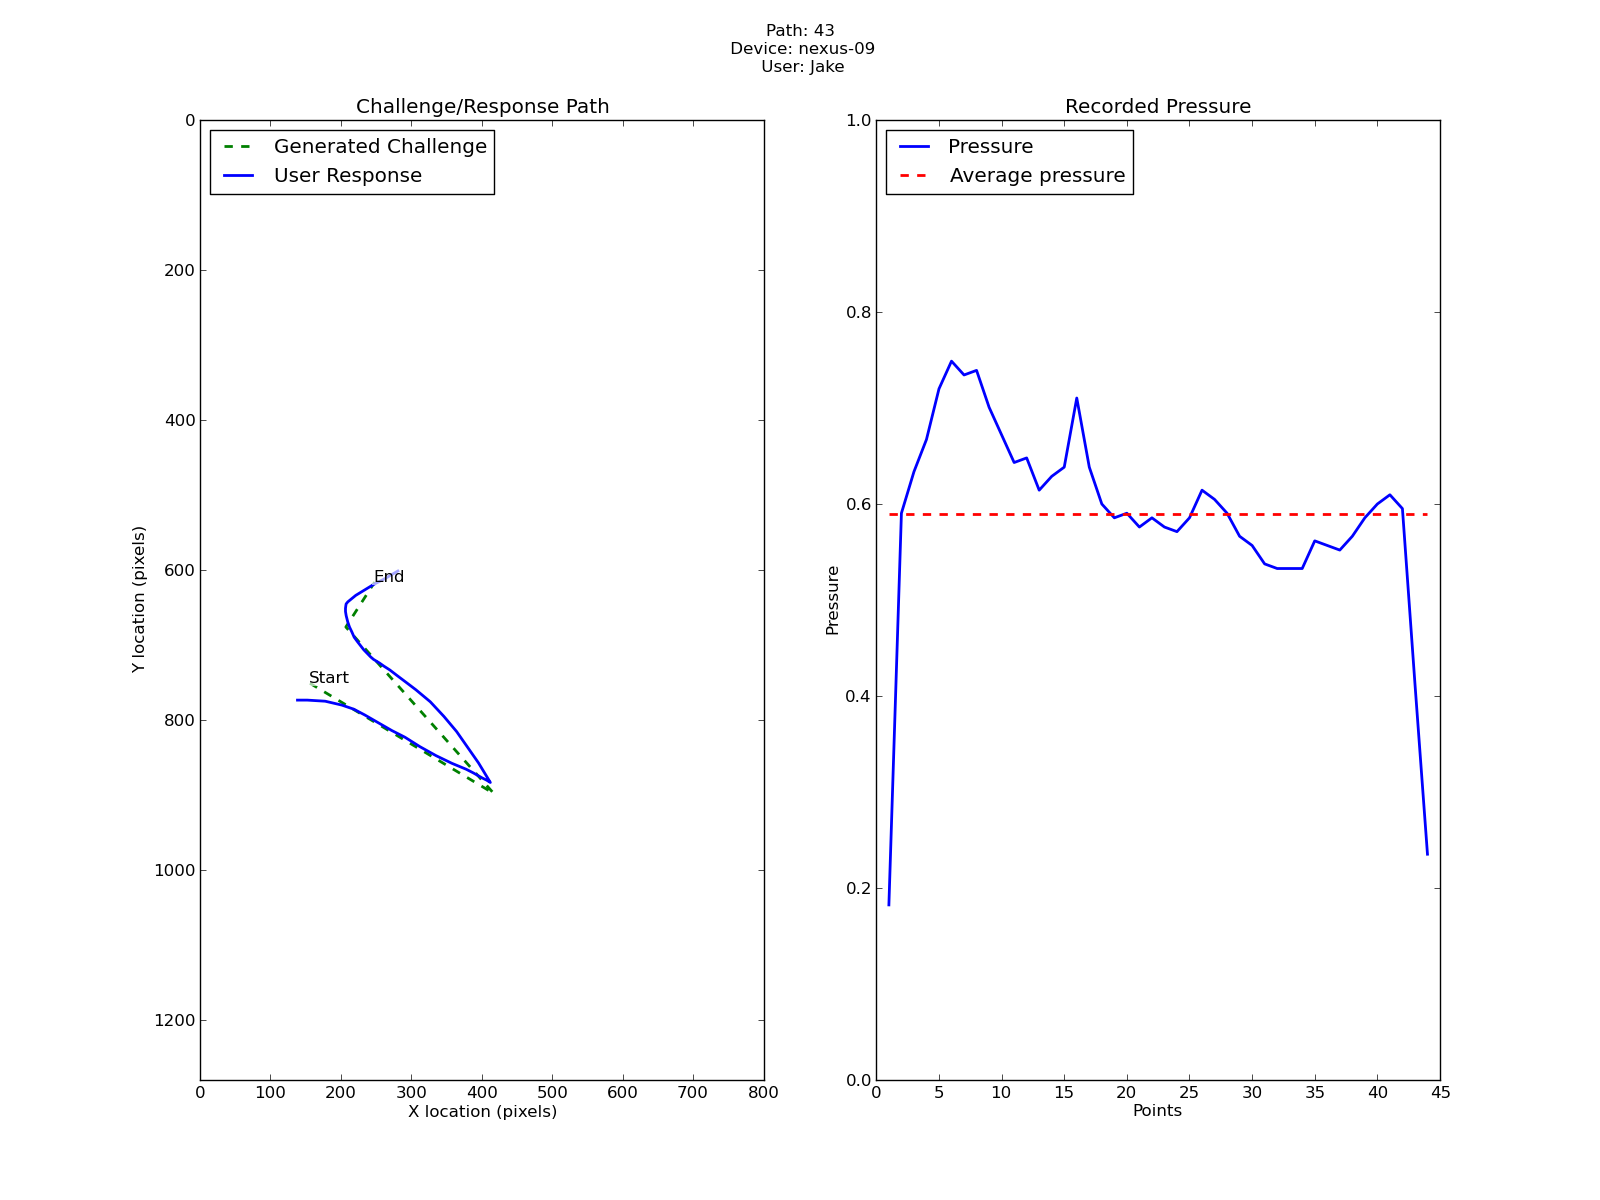 Path: 43
Device: nexus-09
User: Jake
Challenge/Response Path
Generated Challenge
User Response
0
200
400
600
800
1000
1200
Y location (pixels)
End
Start
0 100 200 300 400 500 600 700 800
X location (pixels)
Recorded Pressure
Pressure
Average pressure
1.0
0.8
0.6
0.4
0.2
0.0
Pressure
0 5 10 15 20 25 30 35 40 45
Points